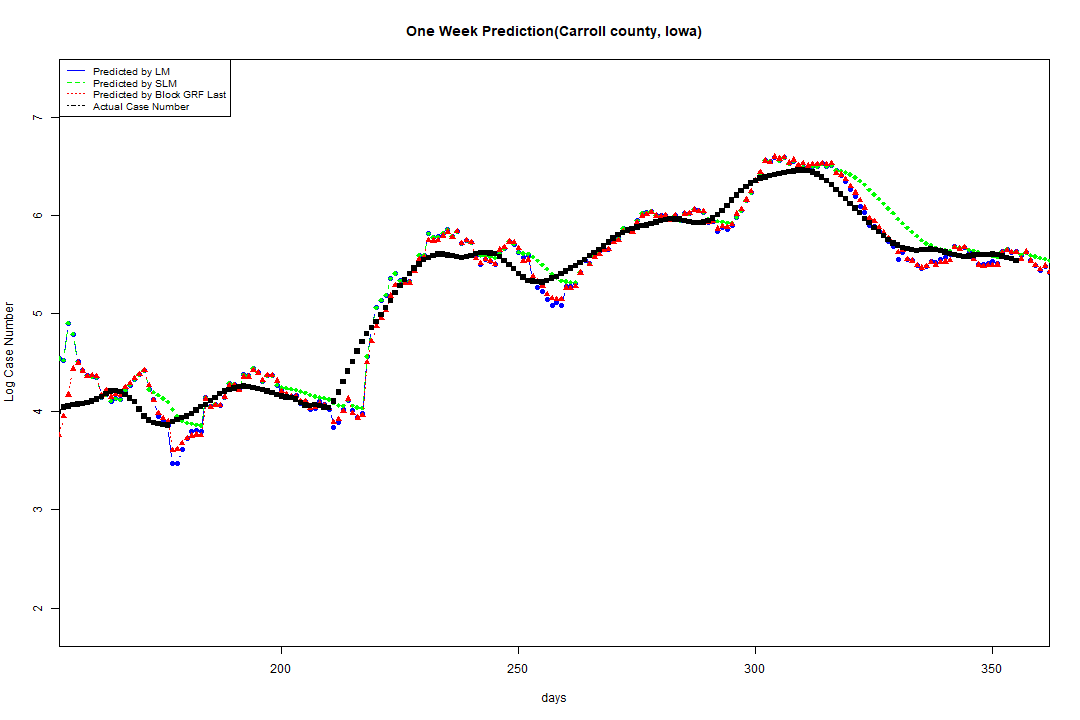 One Week Prediction(Carroll county, Iowa)
Predicted by LM
Predicted by SLM
Predicted by Block GRF Last
Actual Case Number
7
6
5
4
3
2
Log Case Number
200
250
300
350
days